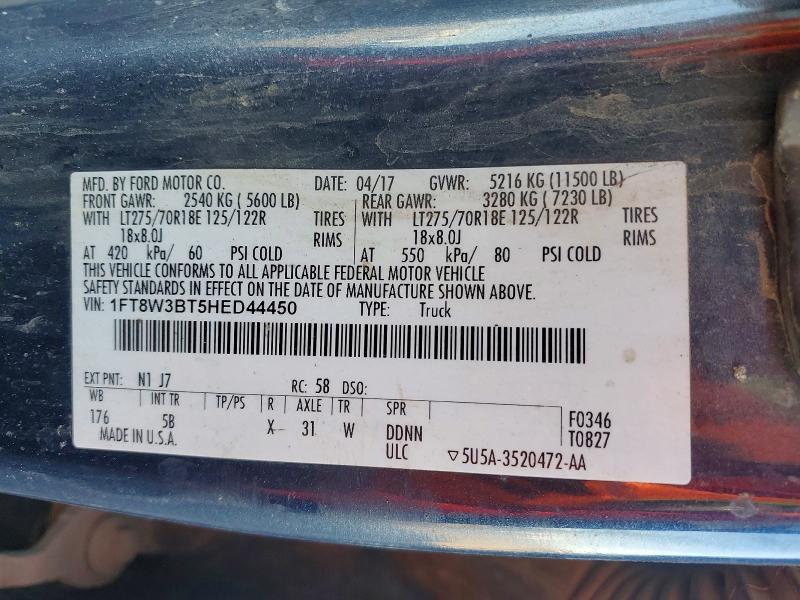 MFD. BY FORD MOTOR CO. DATE: 04/17 GVWR: 5216 KG (11500 LB)
FRONT GAWR: 2540 KG ( 5600 LB) REAR GAWR: 3280 KG ( 7230 LB)
WITH LT275/70R18E 125/122R TIRES WITH LT275/70R18E 125/122R TIRES
18x8.0J RIMS 18x8.0J RIMS
AT 420 kPa/ 60 PSI COLD AT 550 kPa/ 80 PSI COLD
THIS VEHICLE CONFORMS TO ALL APPLICABLE FEDERAL MOTOR VEHICLE
SAFETY STANDARDS IN EFFECT ON THE DATE OF MANUFACTURE SHOWN ABOVE.
VIN: 1FT8W3BT5HED44450 TYPE: Truck
EXT PNT: N1 J7 RC: 58 DSO:
WB INT TR TP/PS R AXLE TR SPR
176 5B X 31 W DDNN F0346
MADE IN U.S.A. ULC T0827
▽5U5A-3520472-AA